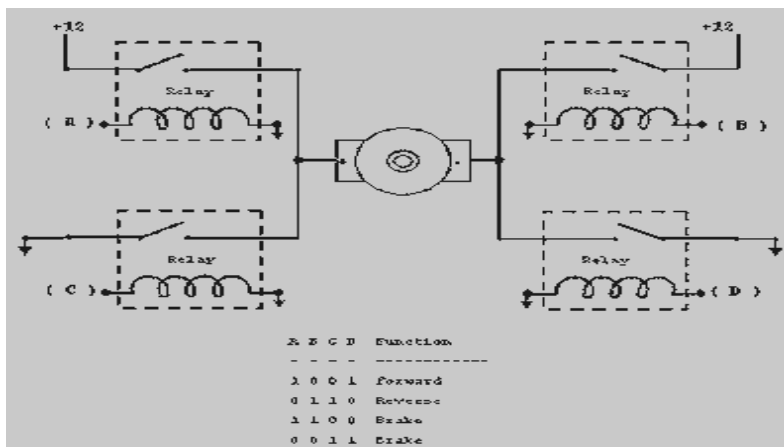 +12 +12
Relay Relay
( A ) ( B )
Relay Relay
( C ) ( D )
A B C D Function
- - - - ------------
1 0 0 1 Forward
0 1 1 0 Reverse
1 1 0 0 Brake
0 0 1 1 Brake